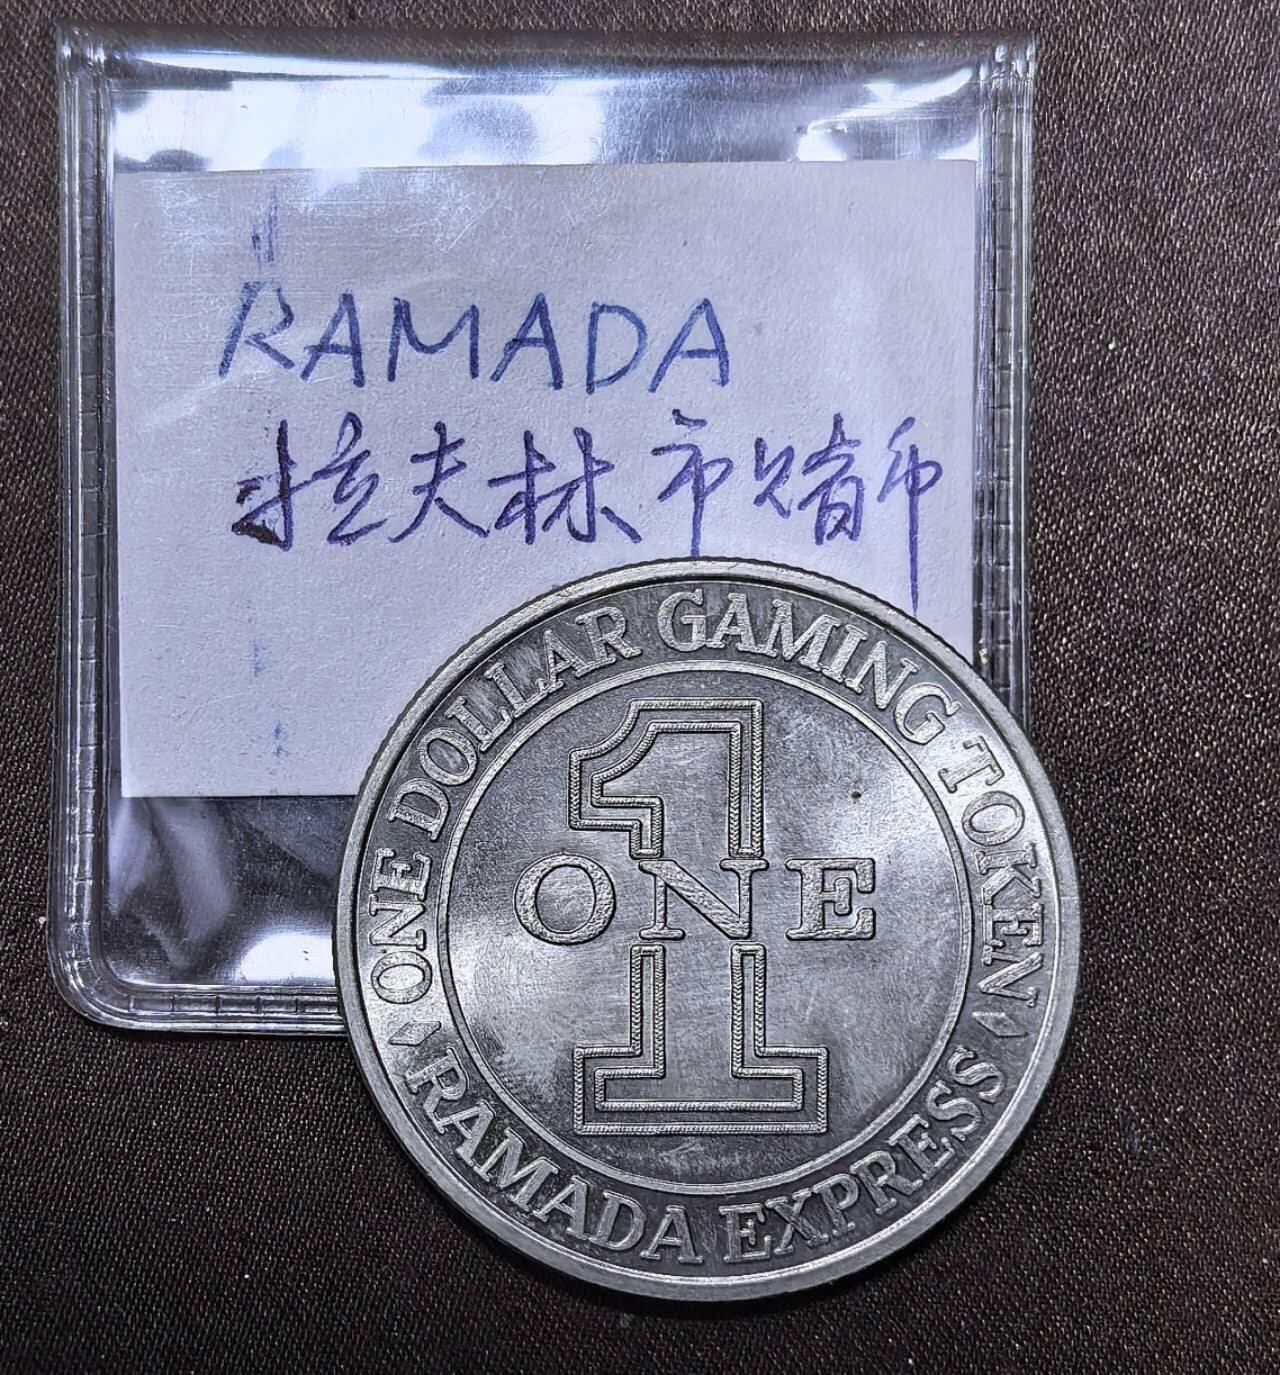 RAMADA
拉夫林市赌币
ONE DOLLAR GAMING TOKEN
1
ONE
RAMADA EXPRESS